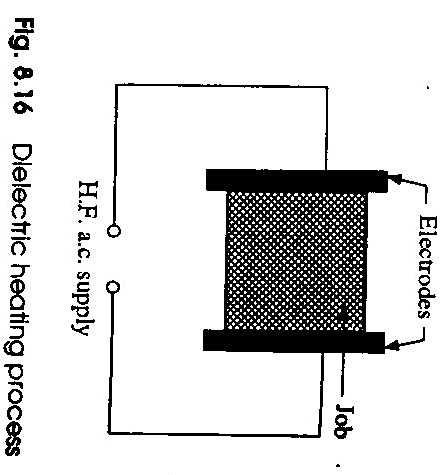 Electrodes
Job
H.F. a.c. supply
Fig. 8.16 Dielectric heating process